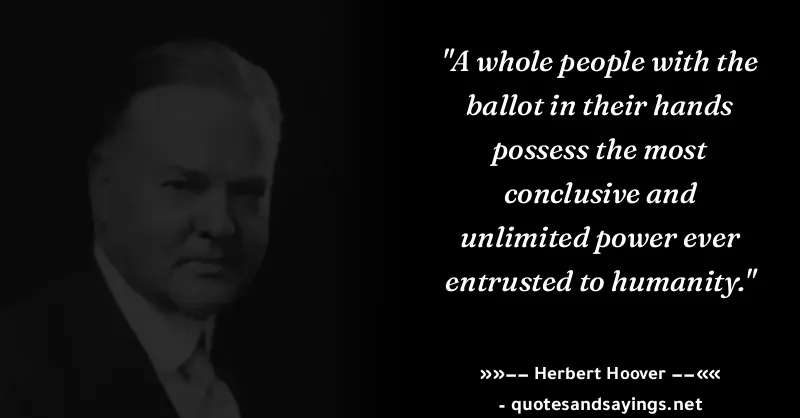 "A whole people with the
ballot in their hands
possess the most
conclusive and
unlimited power ever
entrusted to humanity."
»»−− Herbert Hoover −−««
- quotesandsayings.net